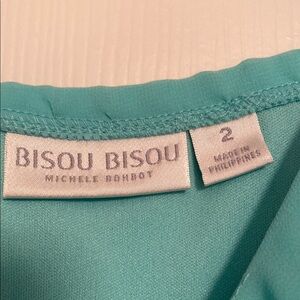 BISOU BISOU
MICHELE BOHBOT
2
MADE IN
PHILIPPINES